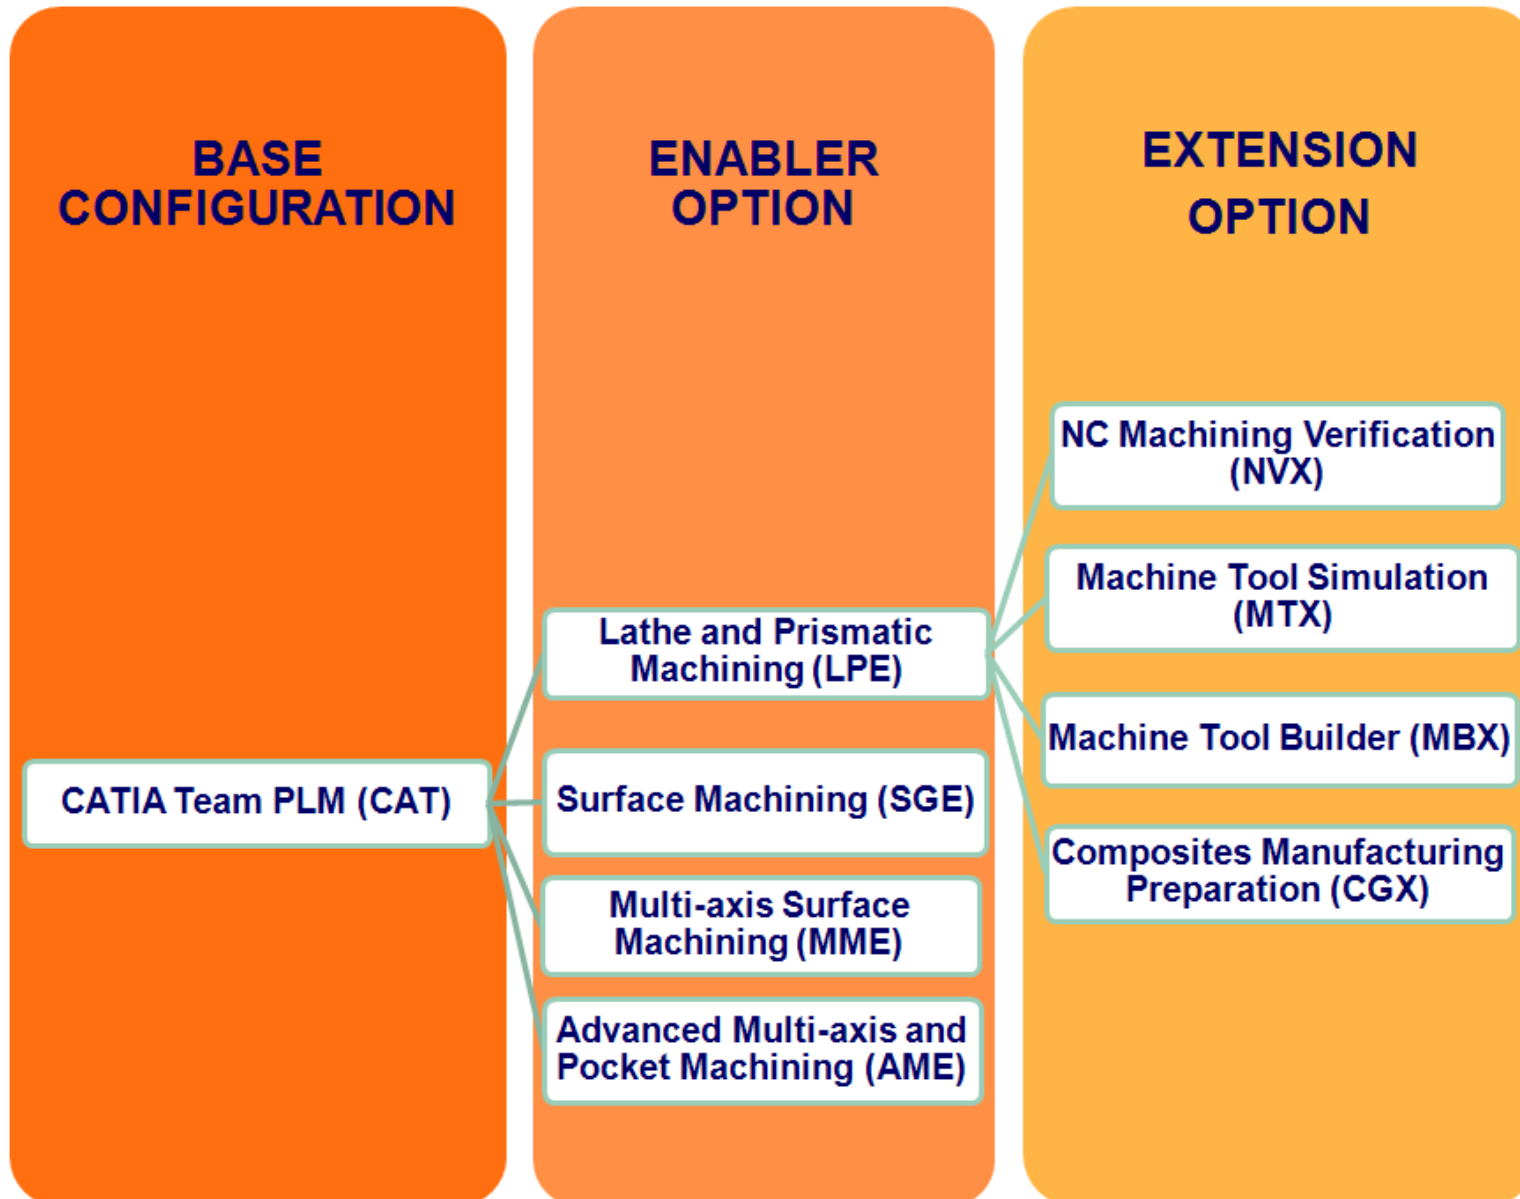 BASE
CONFIGURATION
CATIA Team PLM (CAT)
ENABLER
OPTION
Lathe and Prismatic
Machining (LPE)
Surface Machining (SGE)
Multi-axis Surface
Machining (MME)
Advanced Multi-axis and
Pocket Machining (AME)
EXTENSION
OPTION
NC Machining Verification
(NVX)
Machine Tool Simulation
(MTX)
Machine Tool Builder (MBX)
Composites Manufacturing
Preparation (CGX)